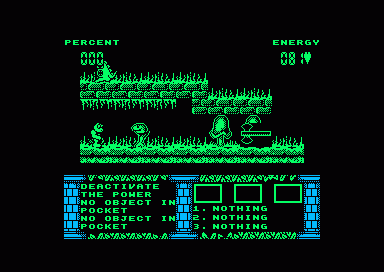 PERCENT
ENERGY
000
081
DEACTIVATE
THE POWER
NO OBJECT IN
POCKET
NO OBJECT IN
POCKET
1. NOTHING
2. NOTHING
3. NOTHING